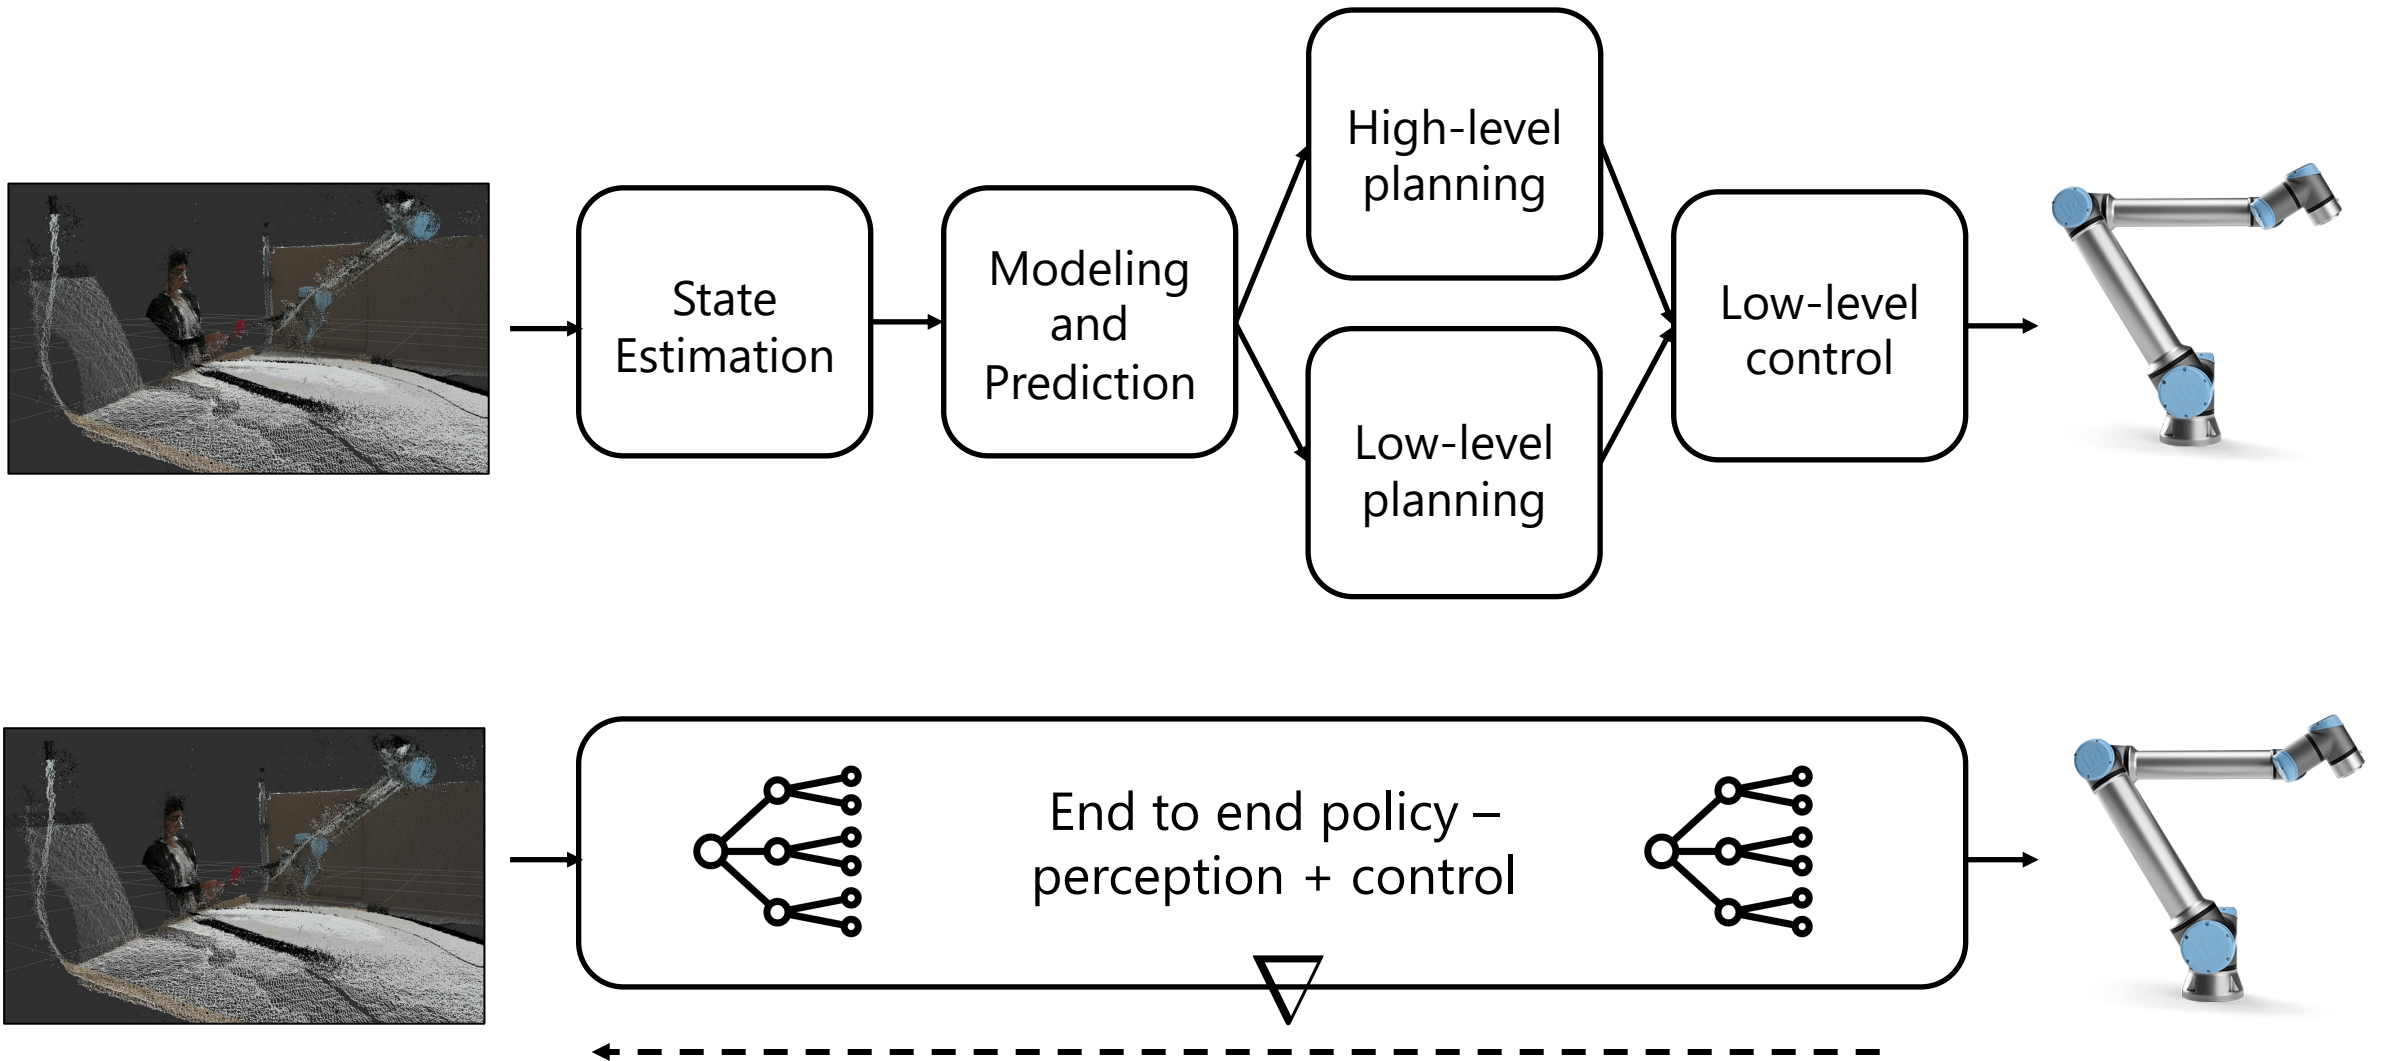 State
Estimation
Modeling
and
Prediction
High-level
planning
Low-level
planning
Low-level
control
End to end policy –
perception + control
∇